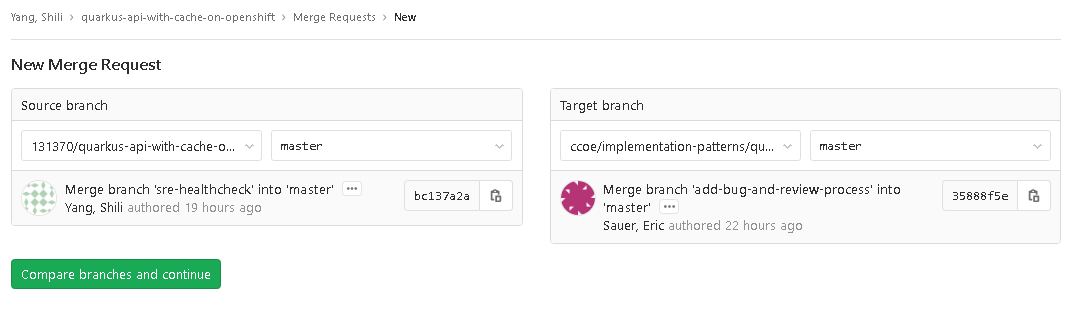 Yang, Shili > quarkus-api-with-cache-on-openshift > Merge Requests > New
New Merge Request
Source branch
131370/quarkus-api-with-cache-o... master
Merge branch 'sre-healthcheck' into 'master' ...
Yang, Shili authored 19 hours ago
bc137a2a
Target branch
ccoe/implementation-patterns/qu... master
Merge branch 'add-bug-and-review-process' into
'master' ...
Sauer, Eric authored 22 hours ago
35888f5e
Compare branches and continue